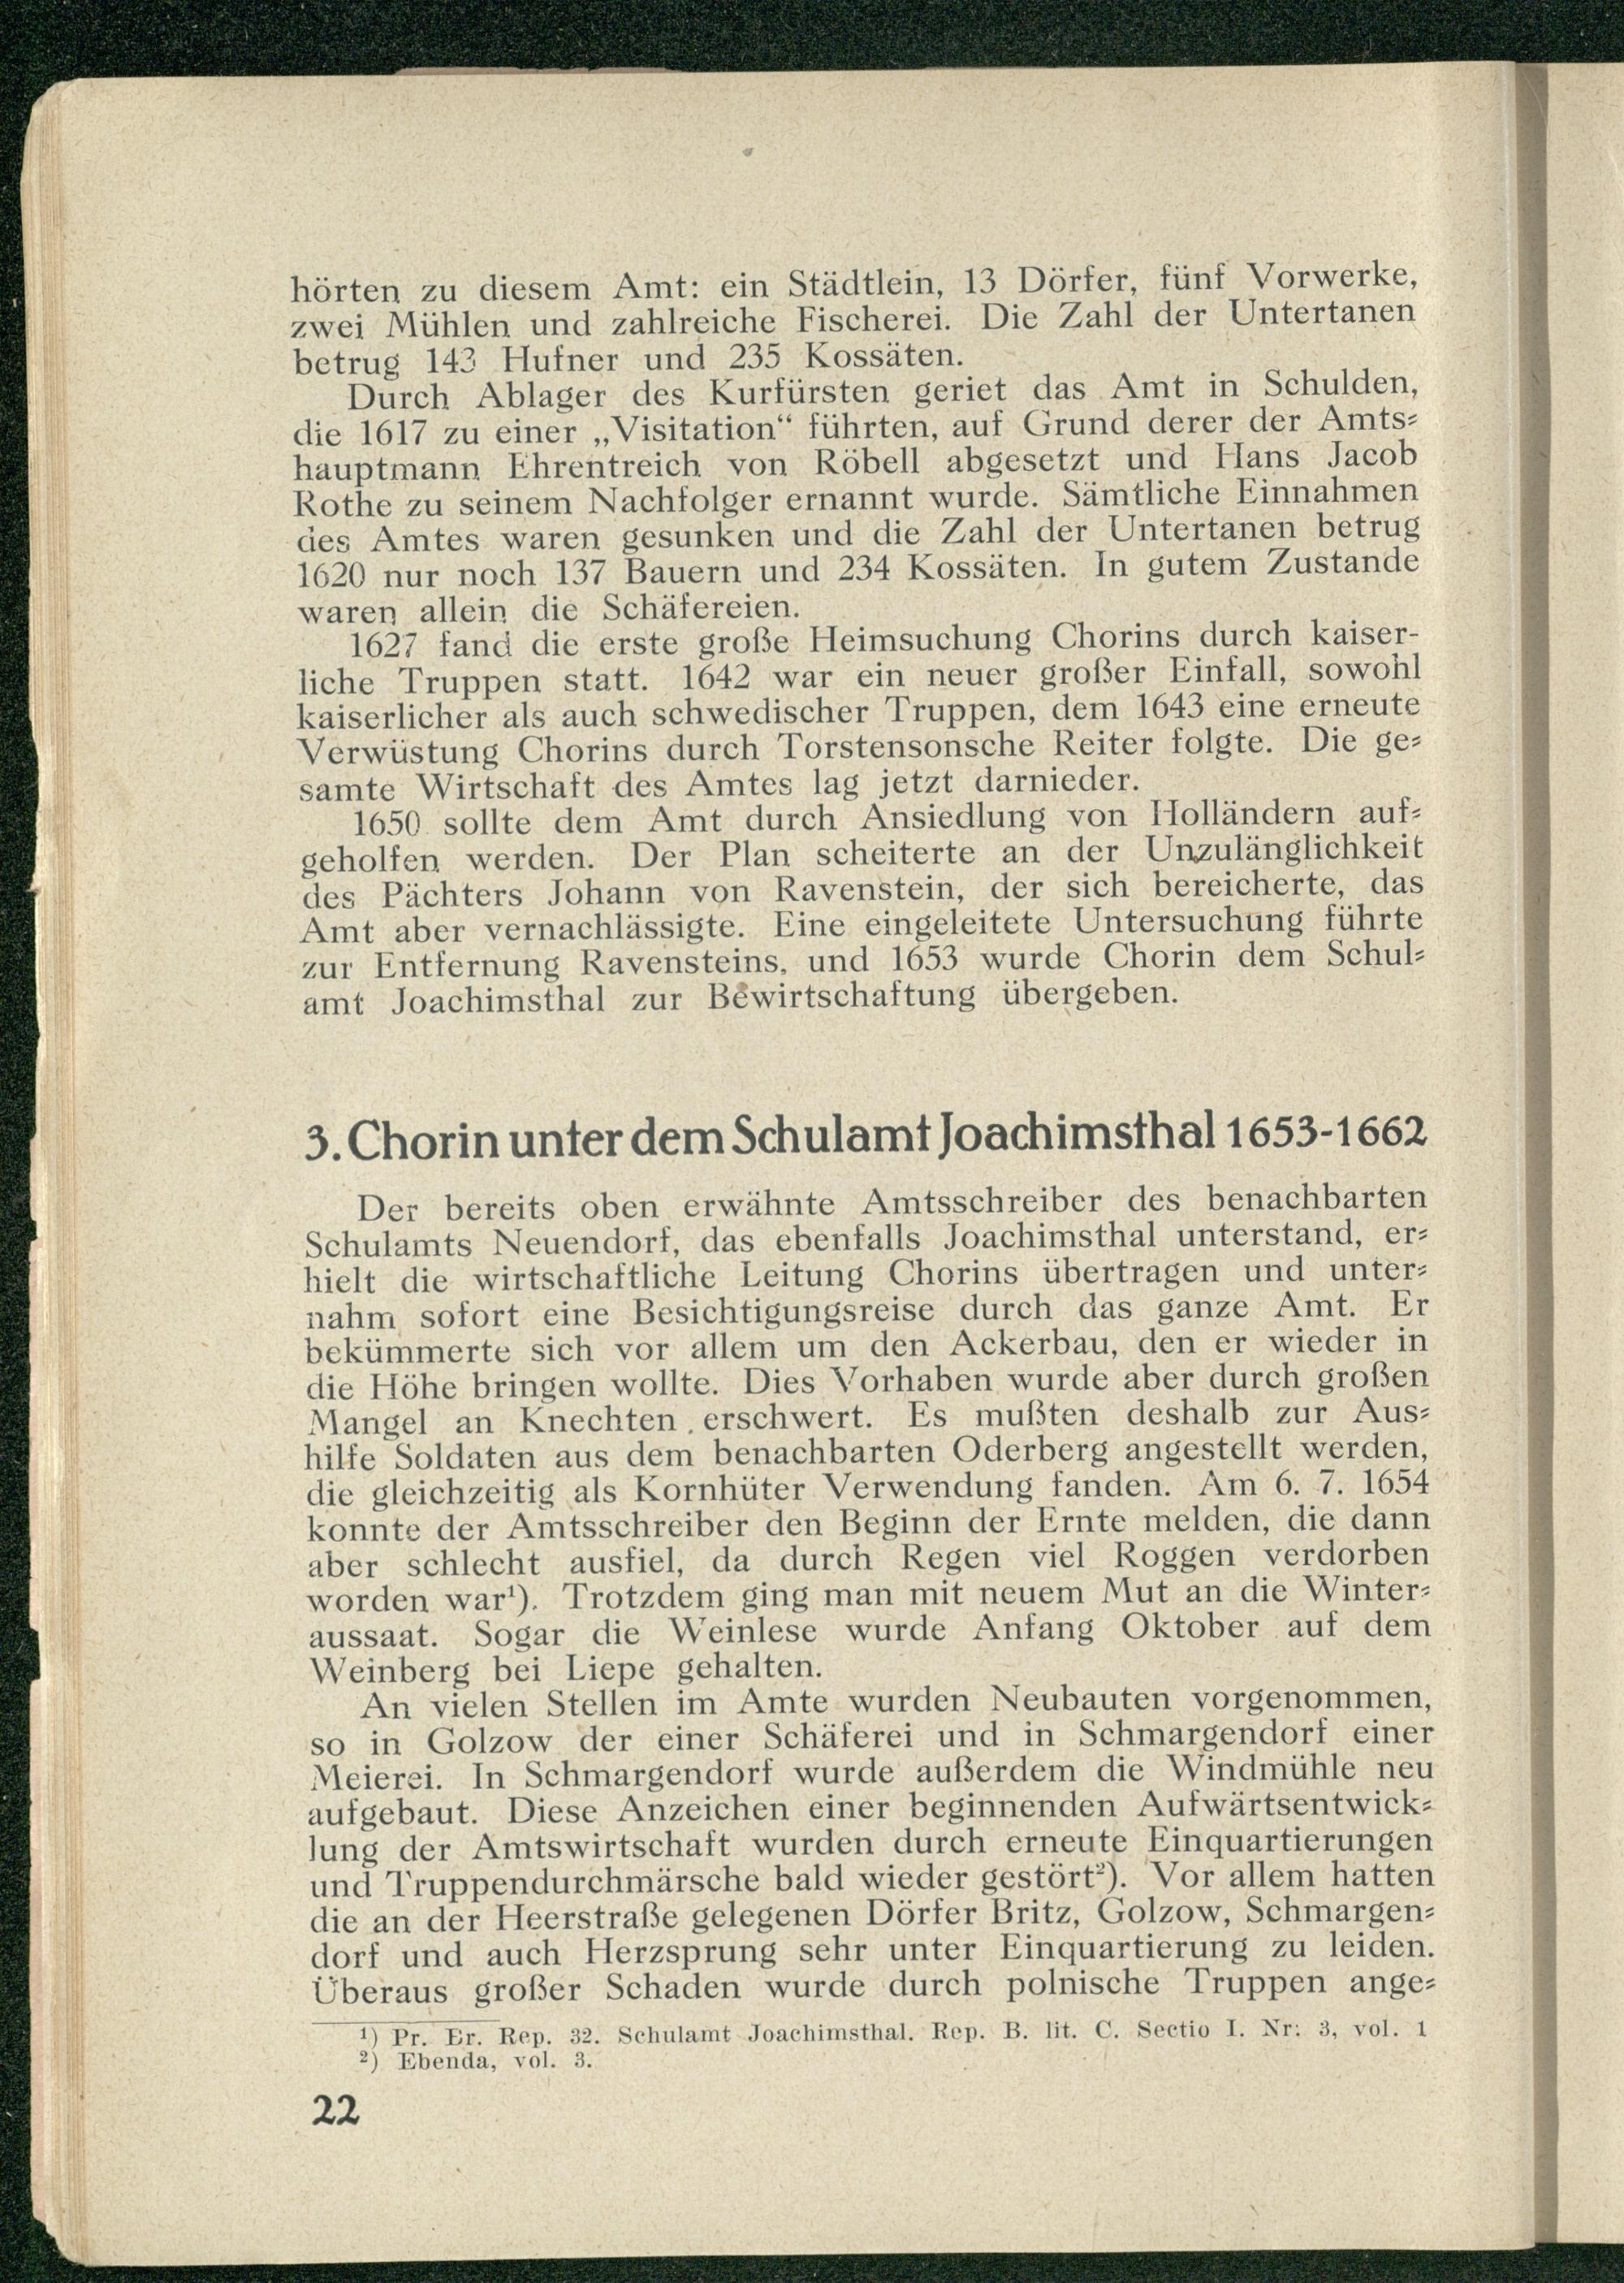 hörten zu diesem Amt: ein Städtlein, 13 Dörfer, fünf Vorwerke,
zwei Mühlen und zahlreiche Fischerei. Die Zahl der Untertanen
betrug 143 Hufner und 235 Kossäten.
Durch Ablager des Kurfürsten geriet das Amt in Schulden,
die 1617 zu einer „Visitation“ führten, auf Grund derer der Amts-
hauptmann Ehrentreich von Röbell abgesetzt und Hans Jacob
Rothe zu seinem Nachfolger ernannt wurde. Sämtliche Einnahmen
des Amtes waren gesunken und die Zahl der Untertanen betrug
1620 nur noch 137 Bauern und 234 Kossäten. In gutem Zustande
waren allein die Schäfereien.
1627 fand die erste große Heimsuchung Chorins durch kaiser-
liche Truppen statt. 1642 war ein neuer großer Einfall, sowohl
kaiserlicher als auch schwedischer Truppen, dem 1643 eine erneute
Verwüstung Chorins durch Torstensonsche Reiter folgte. Die ge-
samte Wirtschaft des Amtes lag jetzt darnieder.
1650 sollte dem Amt durch Ansiedlung von Holländern auf-
geholfen werden. Der Plan scheiterte an der Unzulänglichkeit
des Pächters Johann von Ravenstein, der sich bereicherte, das
Amt aber vernachlässigte. Eine eingeleitete Untersuchung führte
zur Entfernung Ravensteins, und 1653 wurde Chorin dem Schul-
amt Joachimsthal zur Bewirtschaftung übergeben.
3. Chorin unter dem Schulamt Joachimsthal 1653-1662
Der bereits oben erwähnte Amtsschreiber des benachbarten
Schulamts Neuendorf, das ebenfalls Joachimsthal unterstand, er-
hielt die wirtschaftliche Leitung Chorins übertragen und unter-
nahm sofort eine Besichtigungsreise durch das ganze Amt. Er
bekümmerte sich vor allem um den Ackerbau, den er wieder in
die Höhe bringen wollte. Dies Vorhaben wurde aber durch großen
Mangel an Knechten erschwert. Es mußten deshalb zur Aus-
hilfe Soldaten aus dem benachbarten Oderberg angestellt werden,
die gleichzeitig als Kornhüter Verwendung fanden. Am 6. 7. 1654
konnte der Amtsschreiber den Beginn der Ernte melden, die dann
aber schlecht ausfiel, da durch Regen viel Roggen verdorben
worden war¹). Trotzdem ging man mit neuem Mut an die Winter-
aussaat. Sogar die Weinlese wurde Anfang Oktober auf dem
Weinberg bei Liepe gehalten.
An vielen Stellen im Amte wurden Neubauten vorgenommen,
so in Golzow der einer Schäferei und in Schmargendorf einer
Meierei. In Schmargendorf wurde außerdem die Windmühle neu
aufgebaut. Diese Anzeichen einer beginnenden Aufwärtsentwick-
lung der Amtswirtschaft wurden durch erneute Einquartierungen
und Truppendurchmärsche bald wieder gestört²). Vor allem hatten
die an der Heerstraße gelegenen Dörfer Britz, Golzow, Schmargen-
dorf und auch Herzsprung sehr unter Einquartierung zu leiden.
Überaus großer Schaden wurde durch polnische Truppen ange-
¹) Pr. Br. Rep. 32. Schulamt Joachimsthal. Rep. B. lit. C. Sectio I. Nr: 3, vol. 1
²) Ebenda, vol. 3.
22